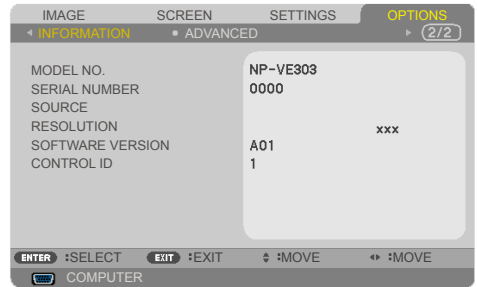 IMAGE SCREEN SETTINGS OPTIONS
INFORMATION ADVANCED (2/2)
MODEL NO. NP-VE303
SERIAL NUMBER 0000
SOURCE
RESOLUTION xxx
SOFTWARE VERSION A01
CONTROL ID 1
ENTER :SELECT EXIT :EXIT :MOVE :MOVE
COMPUTER